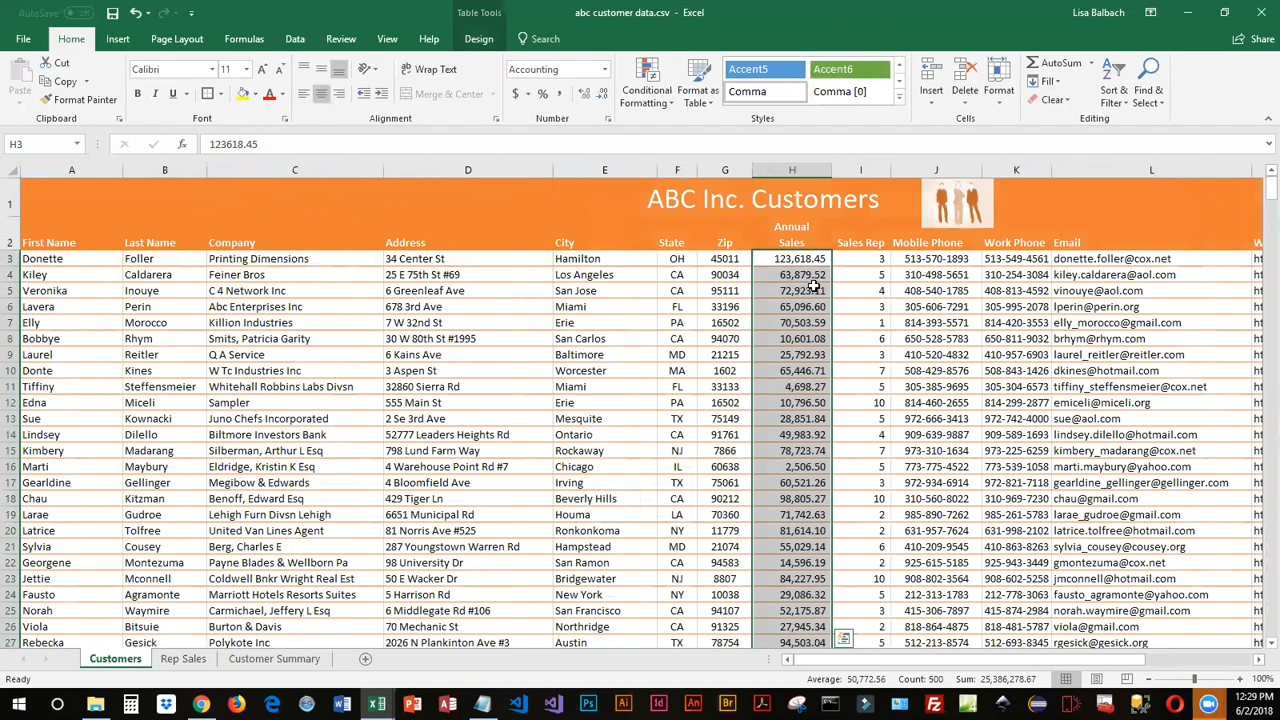 AutoSave Off
Table Tools
abc customer data.csv - Excel
Lisa Balbach
File Home Insert Page Layout Formulas Data Review View Help Design Search Share
Cut
Copy
Paste
Format Painter
Clipboard
Calibri 11
B I U
Font
Wrap Text
Merge & Center
Alignment
Accounting
$ % ,
Number
Conditional Formatting
Format as Table
Accent5 Accent6
Comma Comma [0]
Styles
Insert Delete Format
Cells
AutoSum
Fill
Clear
Sort & Filter
Find & Select
Editing
H3 fx 123618.45
A B C D E F G H I J K L
1 ABC Inc. Customers
2 First Name Last Name Company Address City State Zip Annual Sales Sales Rep Mobile Phone Work Phone Email W
3 Donette Foller Printing Dimensions 34 Center St Hamilton OH 45011 123,618.45 3 513-570-1893 513-549-4561 donette.foller@cox.net
4 Kiley Caldarera Feiner Bros 25 E 75th St #69 Los Angeles CA 90034 63,879.52 5 310-498-5651 310-254-3084 kiley.caldarera@aol.com
5 Veronika Inouye C 4 Network Inc 6 Greenleaf Ave San Jose CA 95111 4 408-540-1785 408-813-4592 vinouye@aol.com
6 Lavera Perin Abc Enterprises Inc 678 3rd Ave Miami FL 33196 65,096.60 3 305-606-7291 305-995-2078 lperin@perin.org
7 Elly Morocco Killion Industries 7 W 32nd St Erie PA 16502 70,503.59 1 814-393-5571 814-420-3553 elly_morocco@gmail.com
8 Bobbye Rhym Smits, Patricia Garity 30 W 80th St #1995 San Carlos CA 94070 10,601.08 6 650-528-5783 650-811-9032 brhym@rhym.com
9 Laurel Reitler Q A Service 6 Kains Ave Baltimore MD 21215 25,792.93 3 410-520-4832 410-957-6903 laurel_reitler@reitler.com
10 Donte Kines W Tc Industries Inc 3 Aspen St Worcester MA 1602 65,446.71 7 508-429-8576 508-843-1426 dkines@hotmail.com
11 Tiffiny Steffensmeier Whitehall Robbins Labs Divsn 32860 Sierra Rd Miami FL 33133 4,698.27 5 305-385-9695 305-304-6573 tiffiny_steffensmeier@cox.net
12 Edna Miceli Sampler 555 Main St Erie PA 16502 10,796.50 10 814-460-2655 814-299-2877 emiceli@miceli.org
13 Sue Kownacki Juno Chefs Incorporated 2 Se 3rd Ave Mesquite TX 75149 28,851.84 5 972-666-3413 972-742-4000 sue@aol.com
14 Lindsey Dilello Biltmore Investors Bank 52777 Leaders Heights Rd Ontario CA 91761 49,983.92 4 909-639-9887 909-589-1693 lindsey.dilello@hotmail.com
15 Kimbery Madarang Silberman, Arthur L Esq 798 Lund Farm Way Rockaway NJ 7866 78,723.74 7 973-310-1634 973-225-6259 kimbery_madarang@cox.net
16 Marti Maybury Eldridge, Kristin K Esq 4 Warehouse Point Rd #7 Chicago IL 60638 2,506.50 5 773-775-4522 773-539-1058 marti.maybury@yahoo.com
17 Gearldine Gellinger Megibow & Edwards 4 Bloomfield Ave Irving TX 75061 60,521.26 3 972-934-6914 972-821-7118 gearldine_gellinger@gellinger.com
18 Chau Kitzman Benoff, Edward Esq 429 Tiger Ln Beverly Hills CA 90212 98,805.27 10 310-560-8022 310-969-7230 chau@gmail.com
19 Larae Gudroe Lehigh Furn Divsn Lehigh 6651 Municipal Rd Houma LA 70360 71,742.63 2 985-890-7262 985-261-5783 larae_gudroe@gmail.com
20 Latrice Tolfree United Van Lines Agent 81 Norris Ave #525 Ronkonkoma NY 11779 81,614.10 2 631-957-7624 631-998-2102 latrice.tolfree@hotmail.com
21 Sylvia Cousey Berg, Charles E 287 Youngstown Warren Rd Hampstead MD 21074 55,029.14 6 410-209-9545 410-863-8263 sylvia_cousey@cousey.org
22 Georgene Montezuma Payne Blades & Wellborn Pa 98 University Dr San Ramon CA 94583 14,596.19 2 925-615-5185 925-943-3449 gmontezuma@cox.net
23 Jettie Mconnell Coldwell Bnkr Wright Real Est 50 E Wacker Dr Bridgewater NJ 8807 84,227.95 10 908-802-3564 908-602-5258 jmconnell@hotmail.com
24 Fausto Agramonte Marriott Hotels Resorts Suites 5 Harrison Rd New York NY 10038 29,086.32 2 212-313-1783 212-778-3063 fausto_agramonte@yahoo.com
25 Norah Waymire Carmichael, Jeffery L Esq 6 Middlegate Rd #106 San Francisco CA 94107 52,175.87 3 415-306-7897 415-874-2984 norah.waymire@gmail.com
26 Viola Bitsuie Burton & Davis 70 Mechanic St Northridge CA 91325 27,945.34 2 818-864-4875 818-481-5787 viola@gmail.com
27 Rebecka Gesick Polykote Inc 2026 N Plankinton Ave #3 Austin TX 78754 94,503.04 1 512-213-8574 512-693-8345 rgesick@gesick.org
Customers Rep Sales Customer Summary
Ready Average: 50,772.56 Count: 500 Sum: 25,386,278.67 100%
12:29 PM
6/2/2018